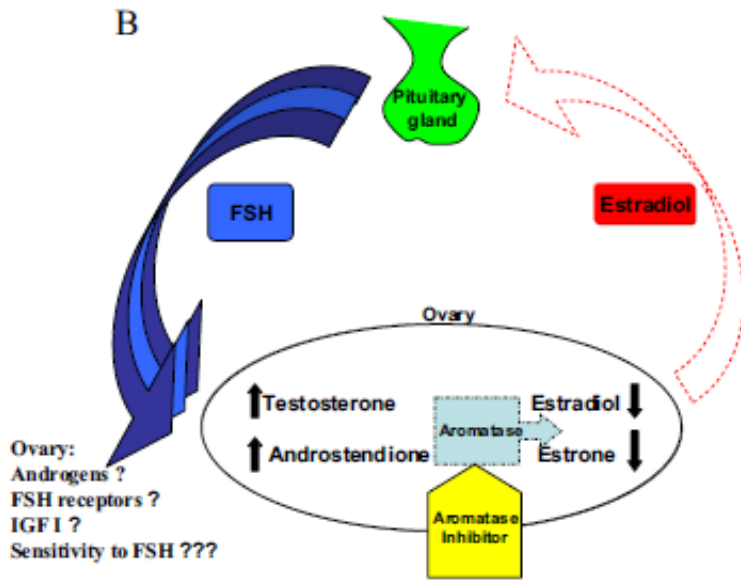 B
Pituitary
gland
FSH
Estradiol
Ovary
Testosterone
Androstendione
Aromatase
Estradiol
Estrone
Aromatase
Inhibitor
Ovary:
Androgens ?
FSH receptors ?
IGF I ?
Sensitivity to FSH ???